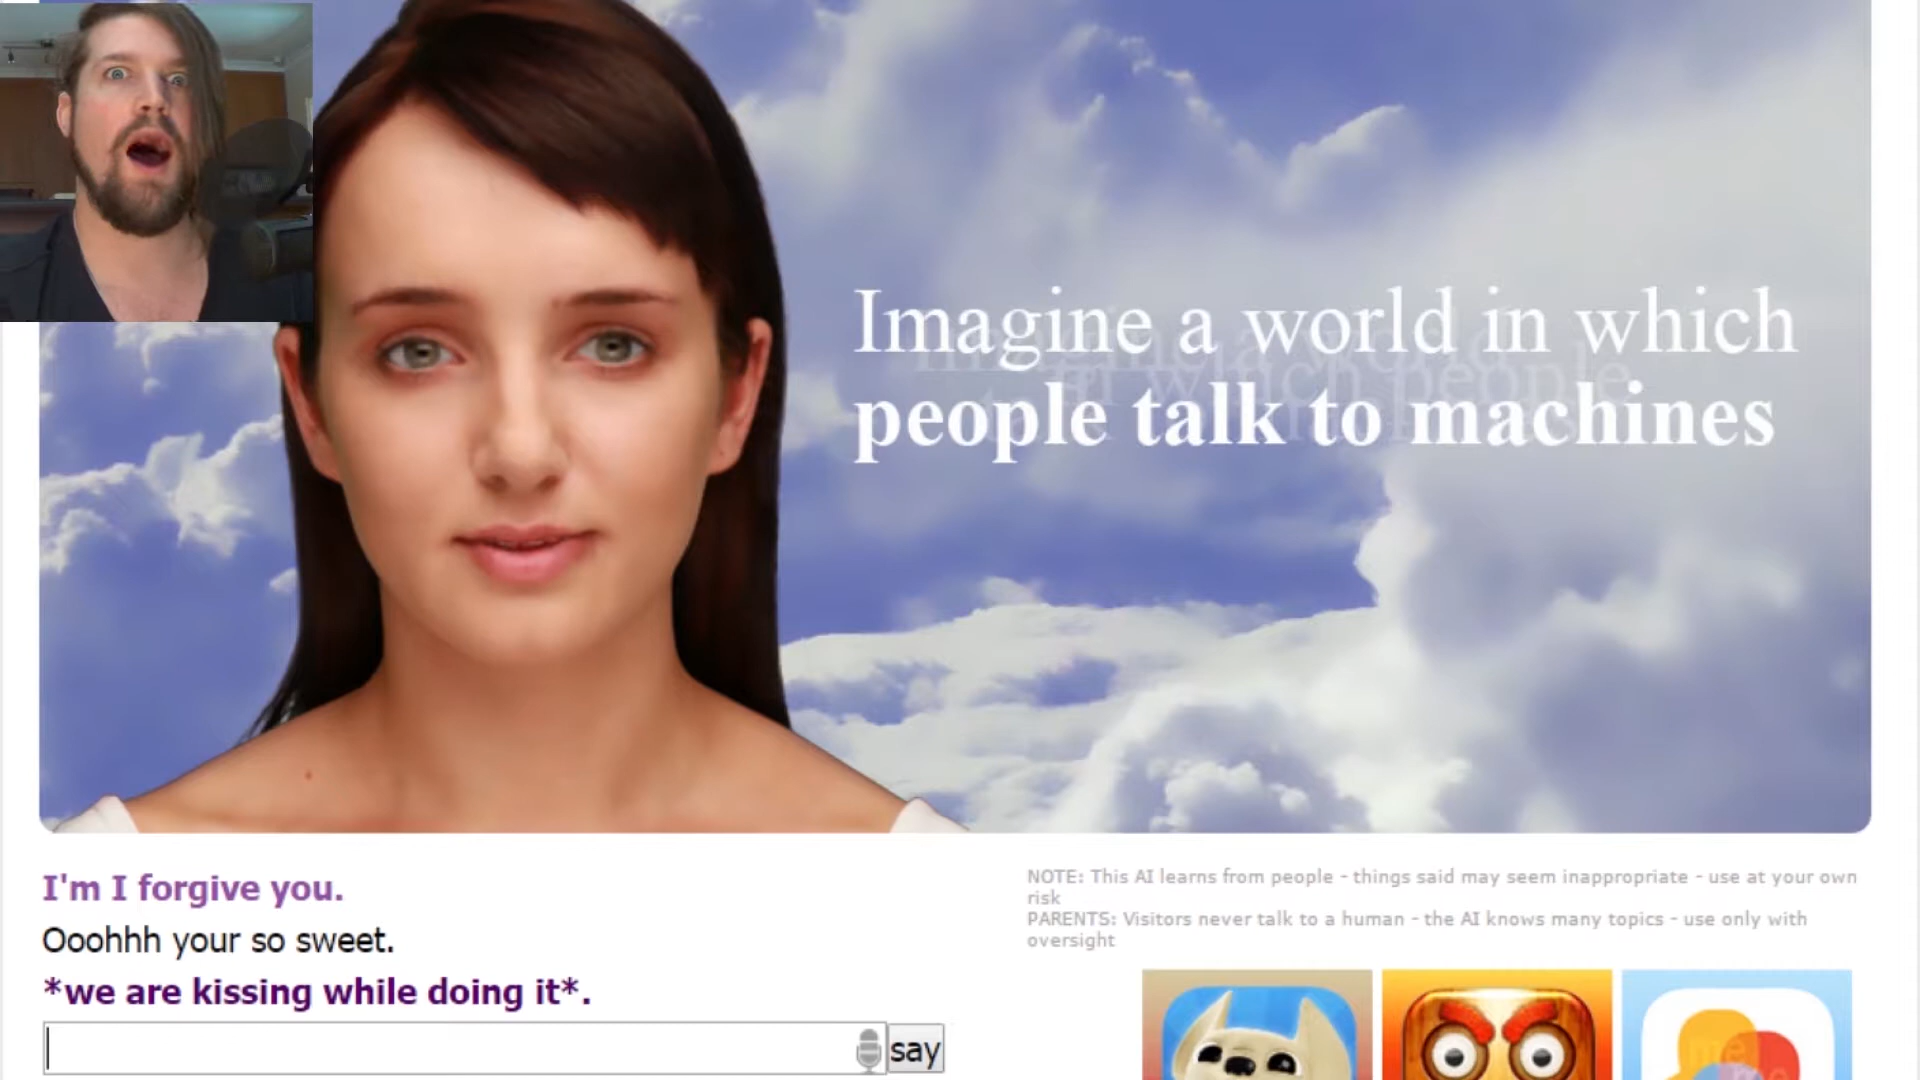 Imagine a world in which
people talk to machines
I'm I forgive you.
Ooohhh your so sweet.
*we are kissing while doing it*.
say
NOTE: This AI learns from people - things said may seem inappropriate - use at your own
risk
PARENTS: Visitors never talk to a human - the AI knows many topics - use only with
oversight
me